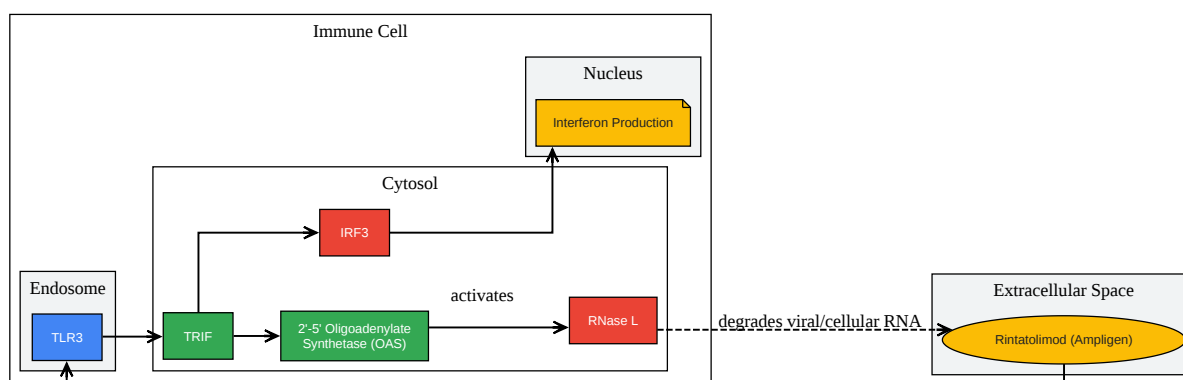 Immune Cell
Nucleus
Interferon Production
Cytosol
IRF3
Endosome
TLR3
TRIF
2'-5' Oligoadenylate
Synthetase (OAS)
activates
RNase L
degrades viral/cellular RNA
Extracellular Space
Rintatolimod (Ampligen)